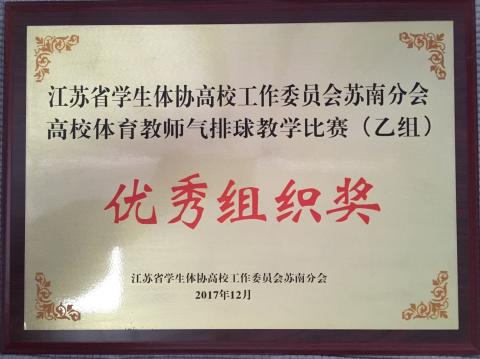 江苏省学生体协高校工作委员会苏南分会
高校体育教师气排球教学比赛（乙组）
优秀组织奖
江苏省学生体协高校工作委员会苏南分会
2017年12月